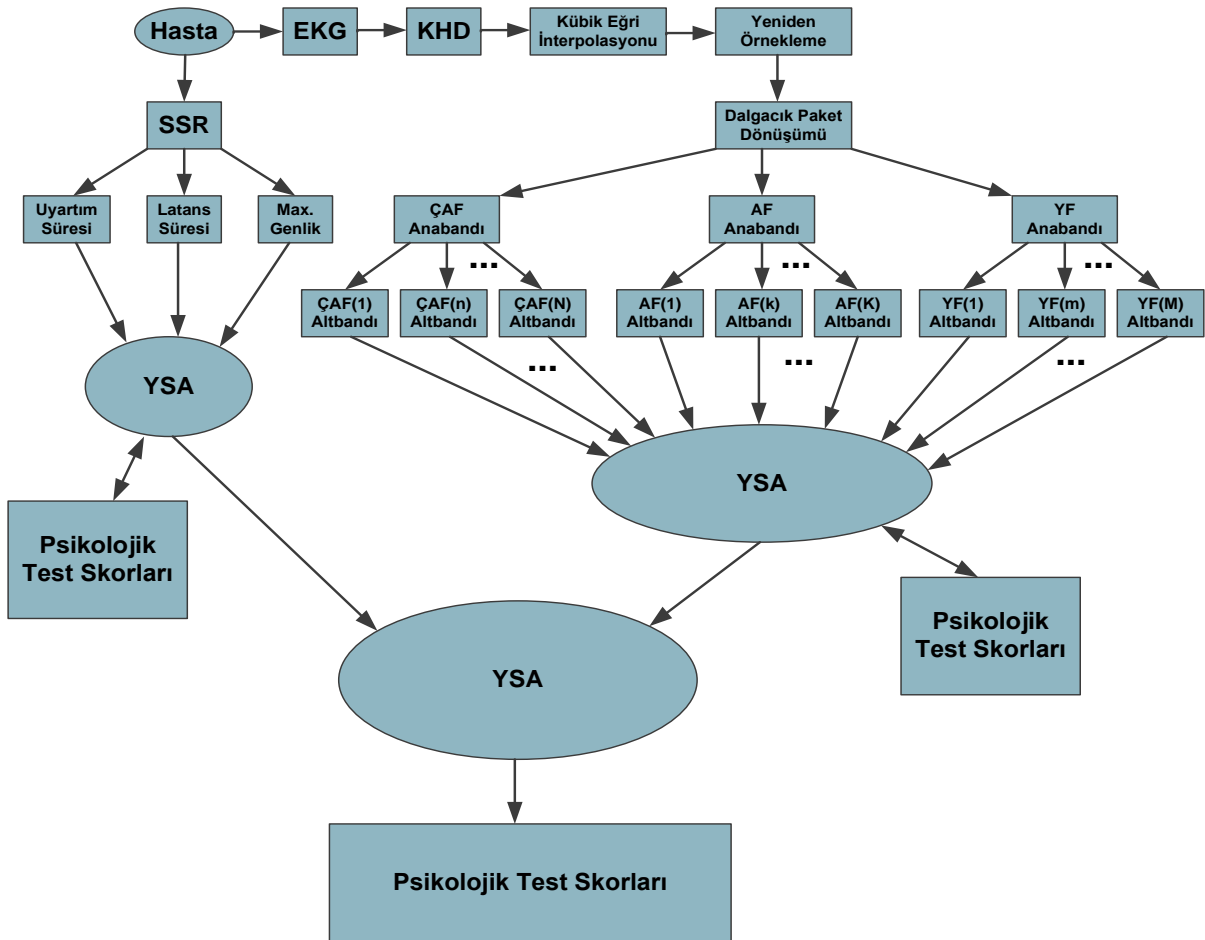 Hasta
EKG
KHD
Kübik Eğri
İnterpolasyonu
Yeniden
Örnekleme
SSR
Dalgacık Paket
Dönüşümü
Uyartım
Süresi
Latans
Süresi
Max.
Genlik
ÇAF
Anabandı
AF
Anabandı
YF
Anabandı
...
...
...
ÇAF(1)
Altbandı
ÇAF(n)
Altbandı
ÇAF(N)
Altbandı
AF(1)
Altbandı
AF(k)
Altbandı
AF(K)
Altbandı
YF(1)
Altbandı
YF(m)
Altbandı
YF(M)
Altbandı
...
...
...
YSA
YSA
Psikolojik
Test Skorları
Psikolojik
Test Skorları
YSA
Psikolojik Test Skorları